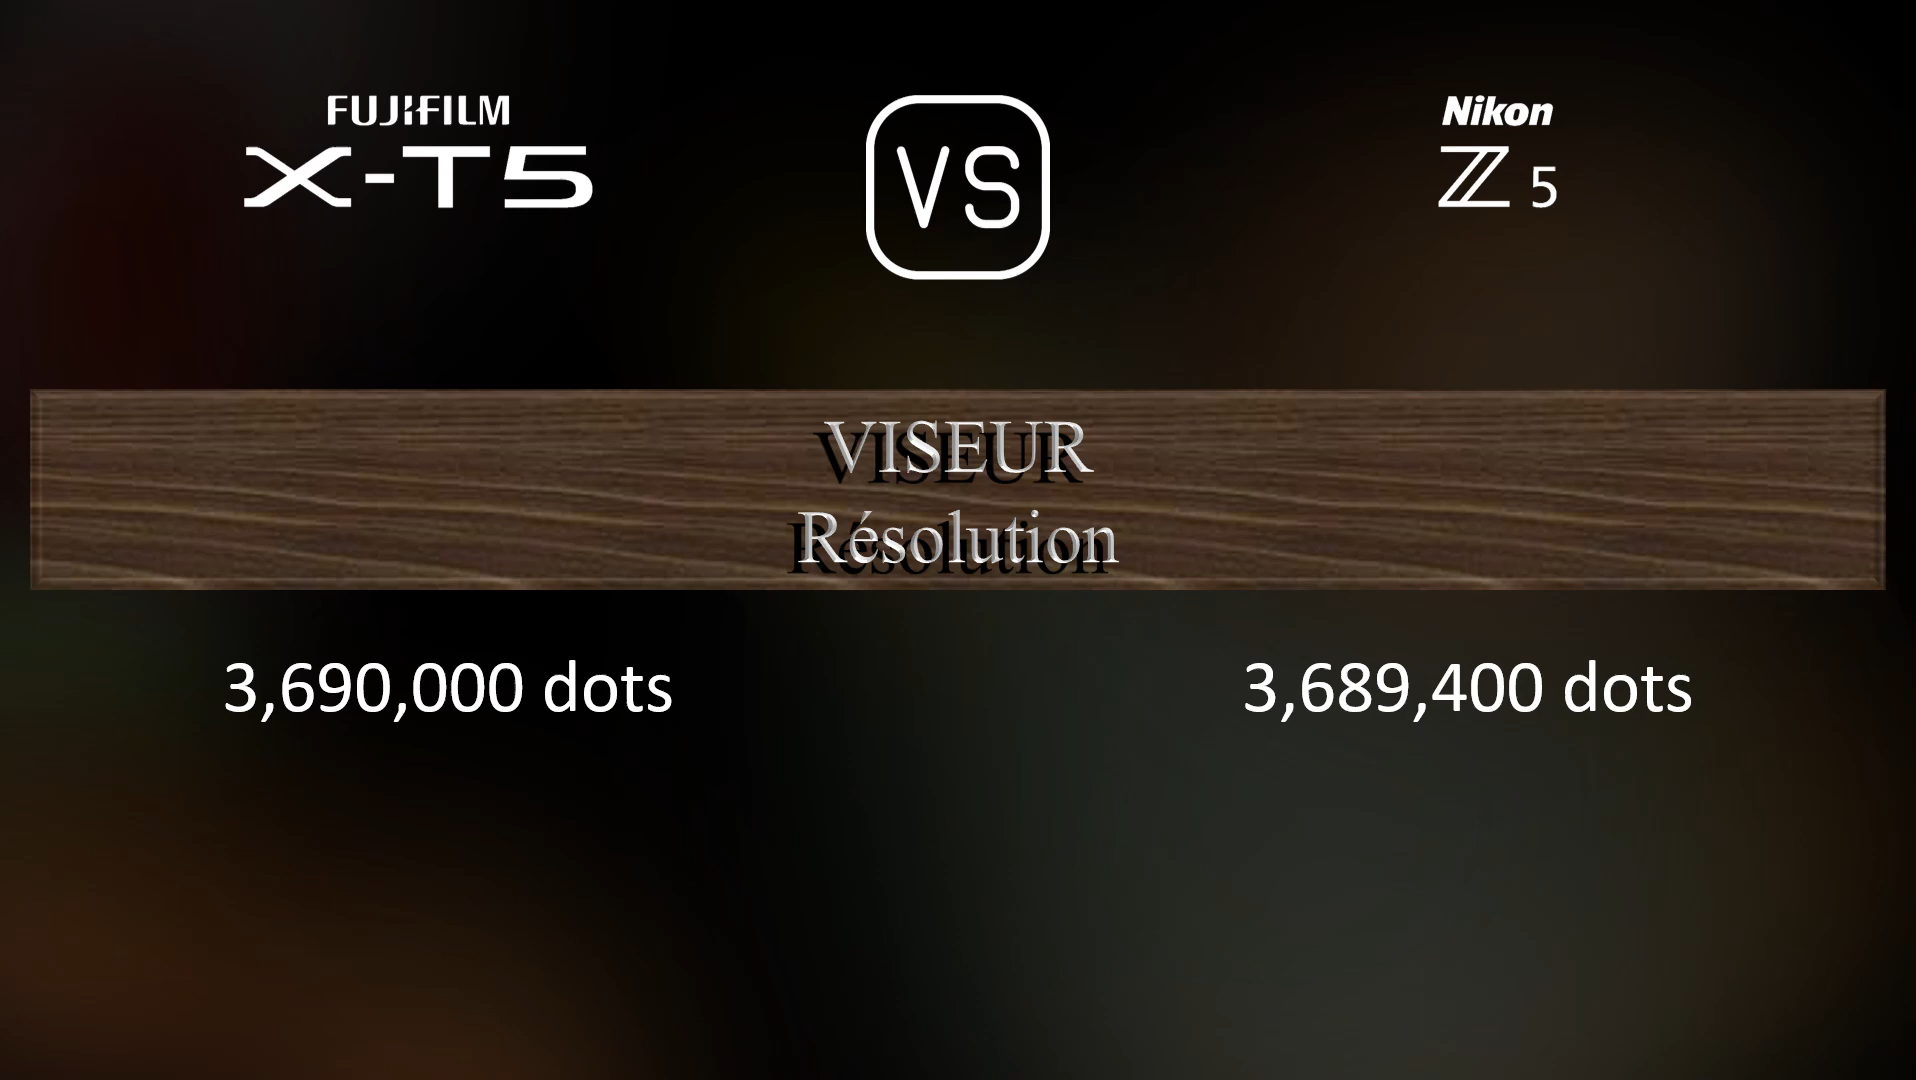 FUJIFILM
X-T5
VS
Nikon
Z 5
VISEUR
Résolution
3,690,000 dots
3,689,400 dots